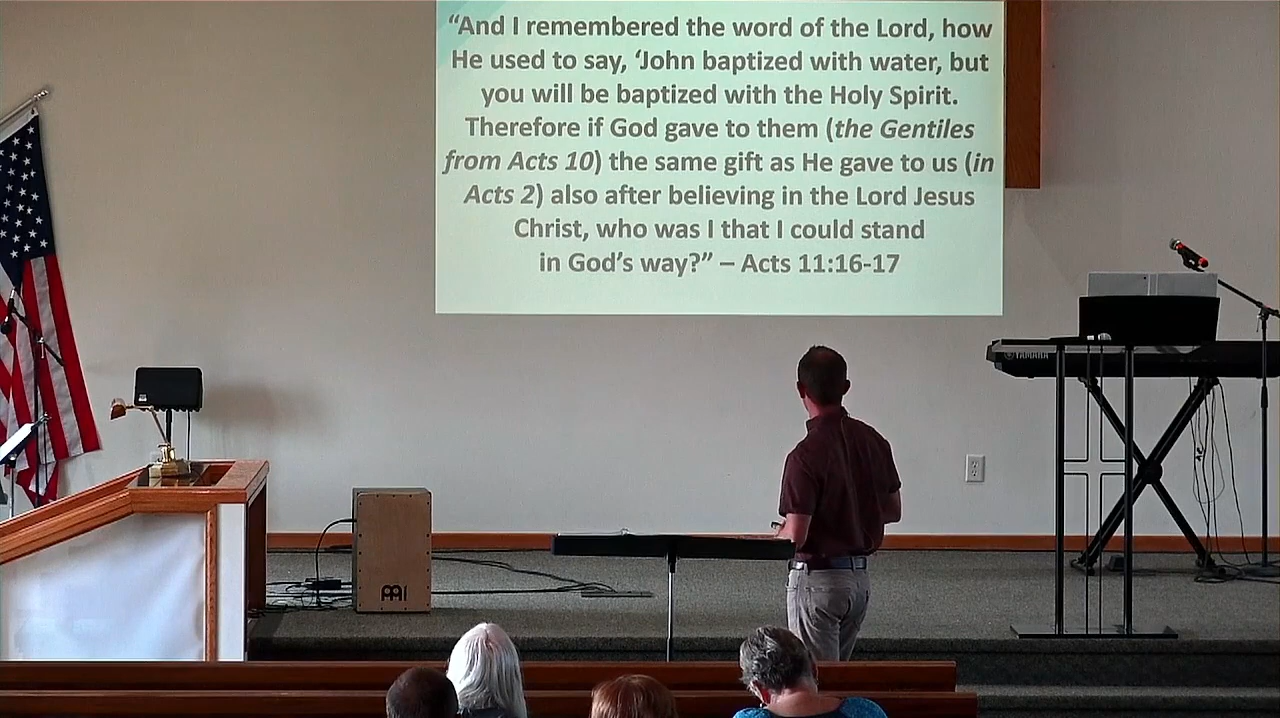 “And I remembered the word of the Lord, how
He used to say, ‘John baptized with water, but
you will be baptized with the Holy Spirit.
Therefore if God gave to them (the Gentiles
from Acts 10) the same gift as He gave to us (in
Acts 2) also after believing in the Lord Jesus
Christ, who was I that I could stand
in God’s way?” – Acts 11:16-17
YAMAHA